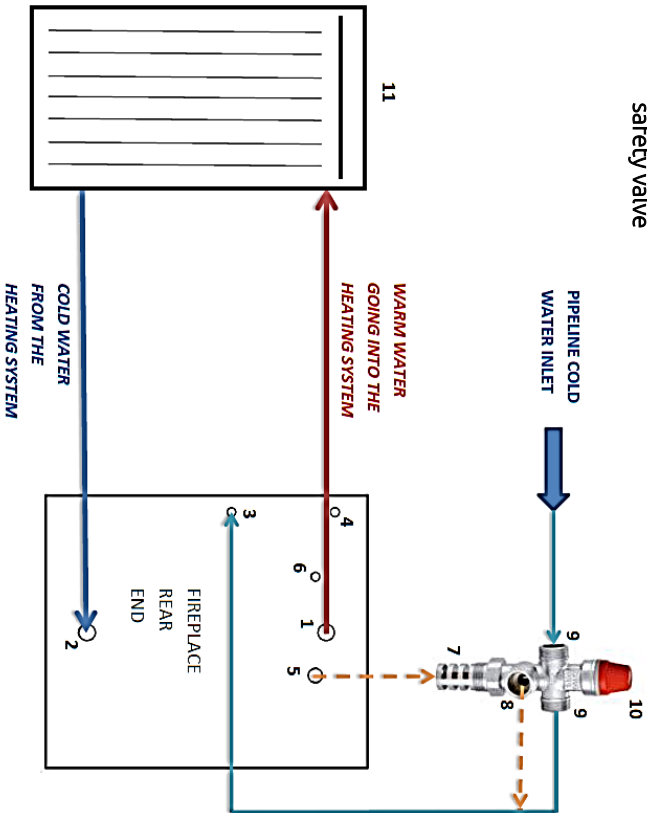 safety valve
10
9
9
PIPELINE COLD
WATER INLET
8
7
11
WARM WATER
GOING INTO THE
HEATING SYSTEM
4
1
5
6
3
FIREPLACE
REAR
END
2
COLD WATER
FROM THE
HEATING SYSTEM